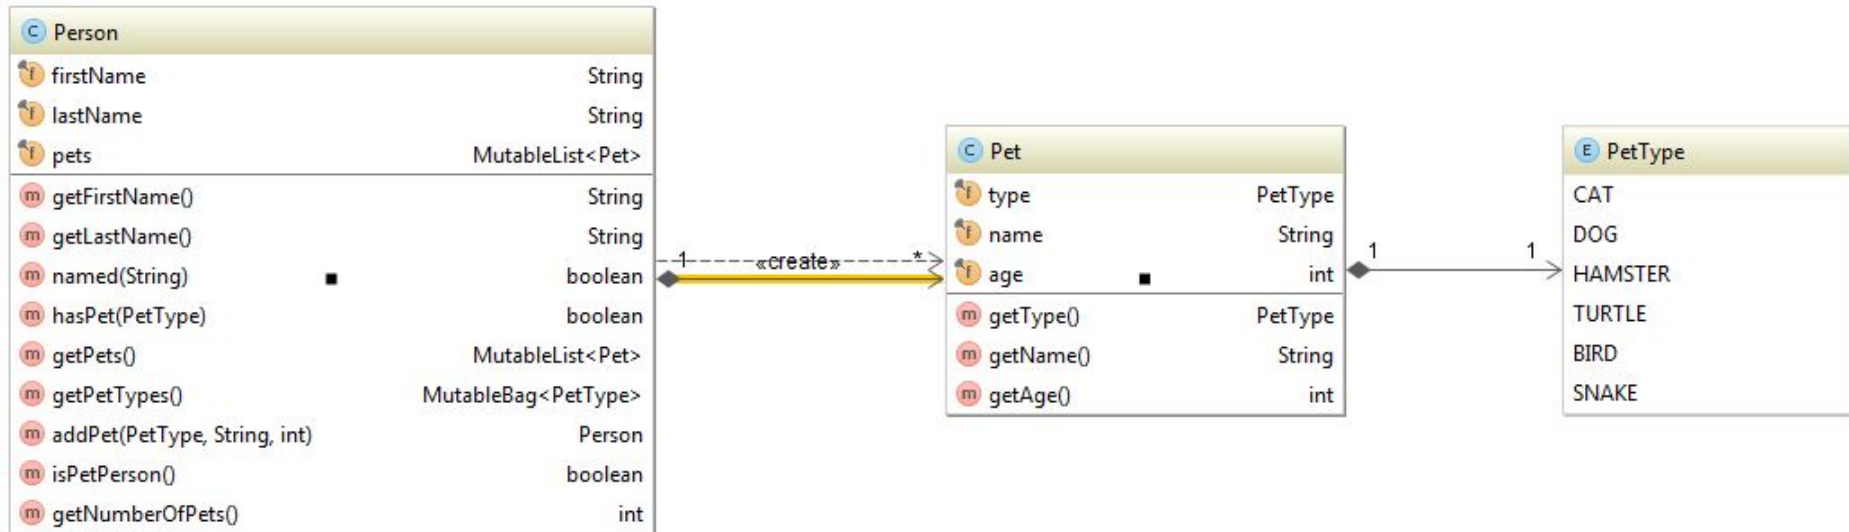 C Person
f firstName String
f lastName String
f pets MutableList<Pet>
m getFirstName() String
m getLastName() String
m named(String) boolean
m hasPet(PetType) boolean
m getPets() MutableList<Pet>
m getPetTypes() MutableBag<PetType>
m addPet(PetType, String, int) Person
m isPetPerson() boolean
m getNumberOfPets() int
1 «create» *
C Pet
f type PetType
f name String
f age int
m getType() PetType
m getName() String
m getAge() int
1 1
E PetType
CAT
DOG
HAMSTER
TURTLE
BIRD
SNAKE